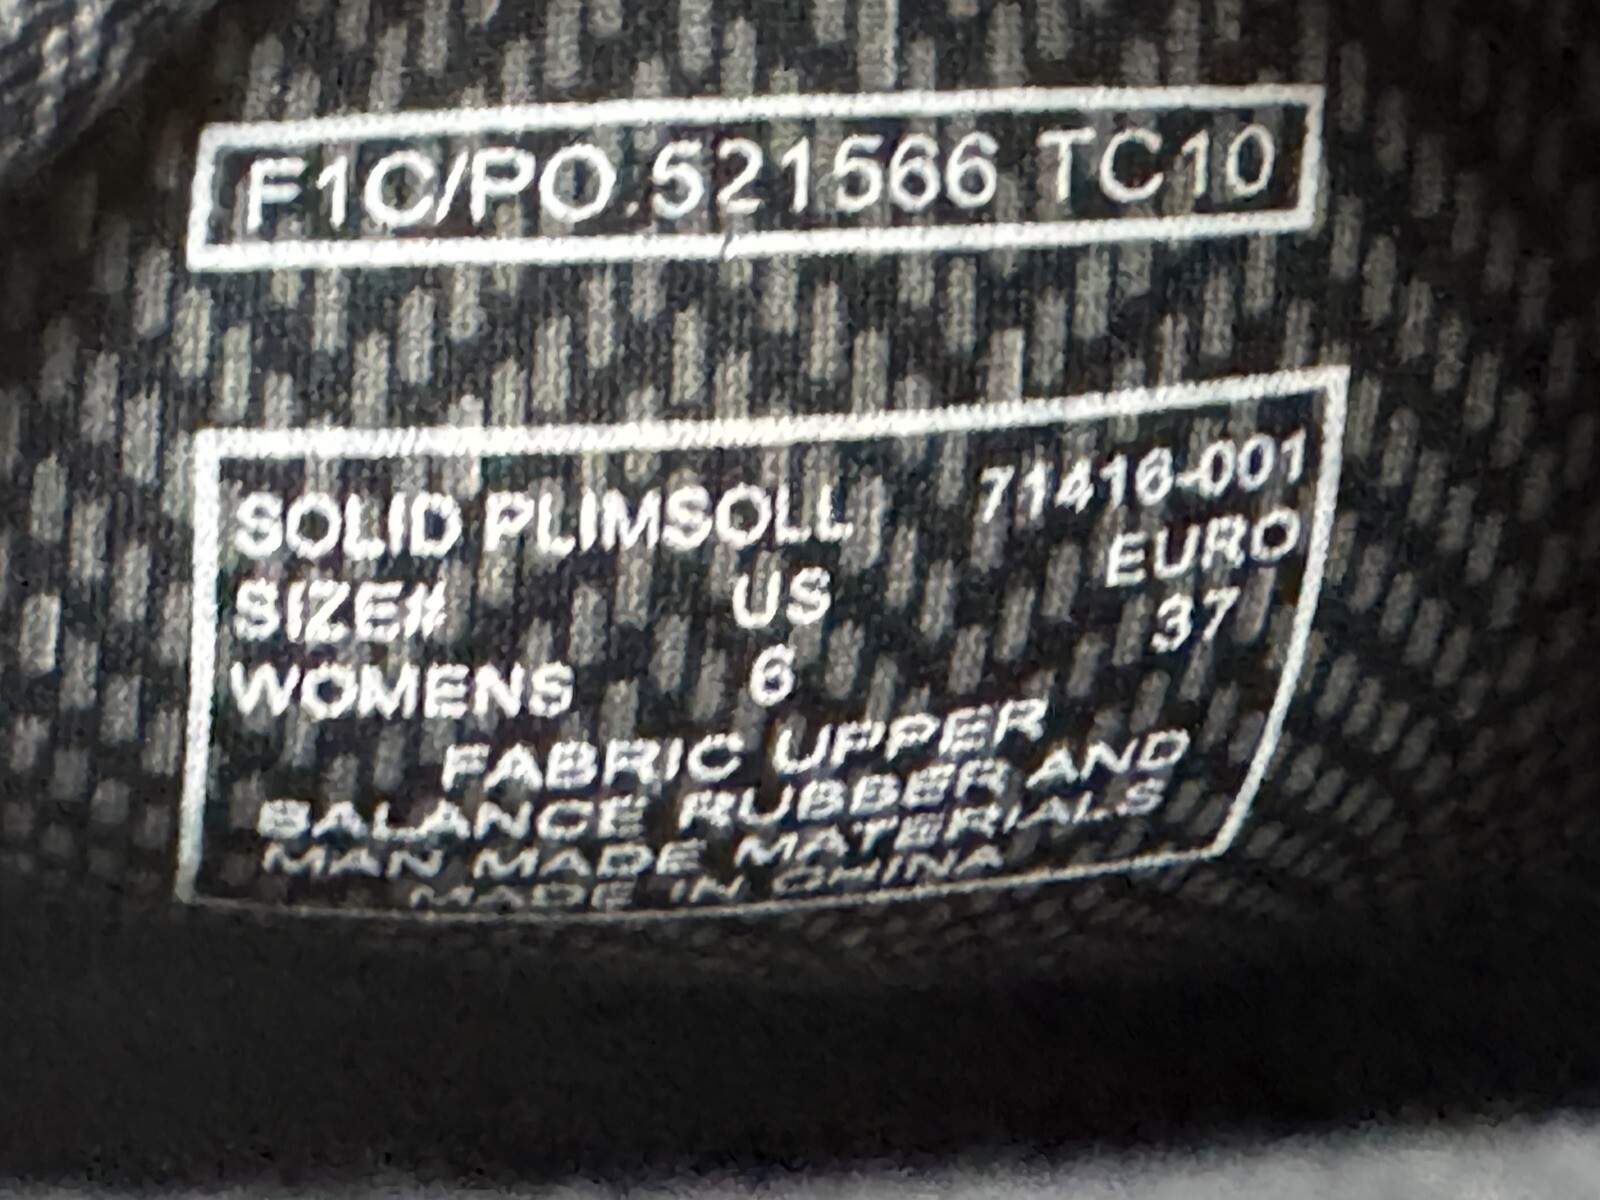 F1C/PO.521566 TC10
SOLID PLIMSOLL 71416-001
SIZE# US EURO
WOMENS 6 37
FABRIC UPPER
BALANCE RUBBER AND
MAN MADE MATERIALS
MADE IN CHINA